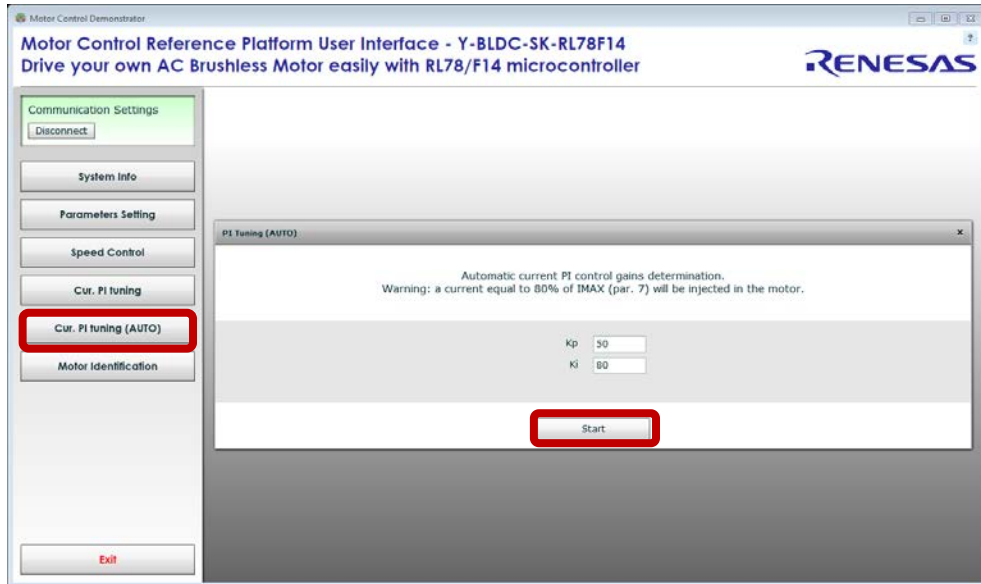 Motor Control Demonstrator
Motor Control Reference Platform User Interface - Y-BLDC-SK-RL78F14
Drive your own AC Brushless Motor easily with RL78/F14 microcontroller
?
RENESAS
Communication Settings
Disconnect
System Info
Parameters Setting
Speed Control
Cur. PI tuning
Cur. PI tuning (AUTO)
Motor Identification
Exit
PI Tuning (AUTO)
x
Automatic current PI control gains determination.
Warning: a current equal to 80% of IMAX (par. 7) will be injected in the motor.
Kp 50
Ki 80
Start